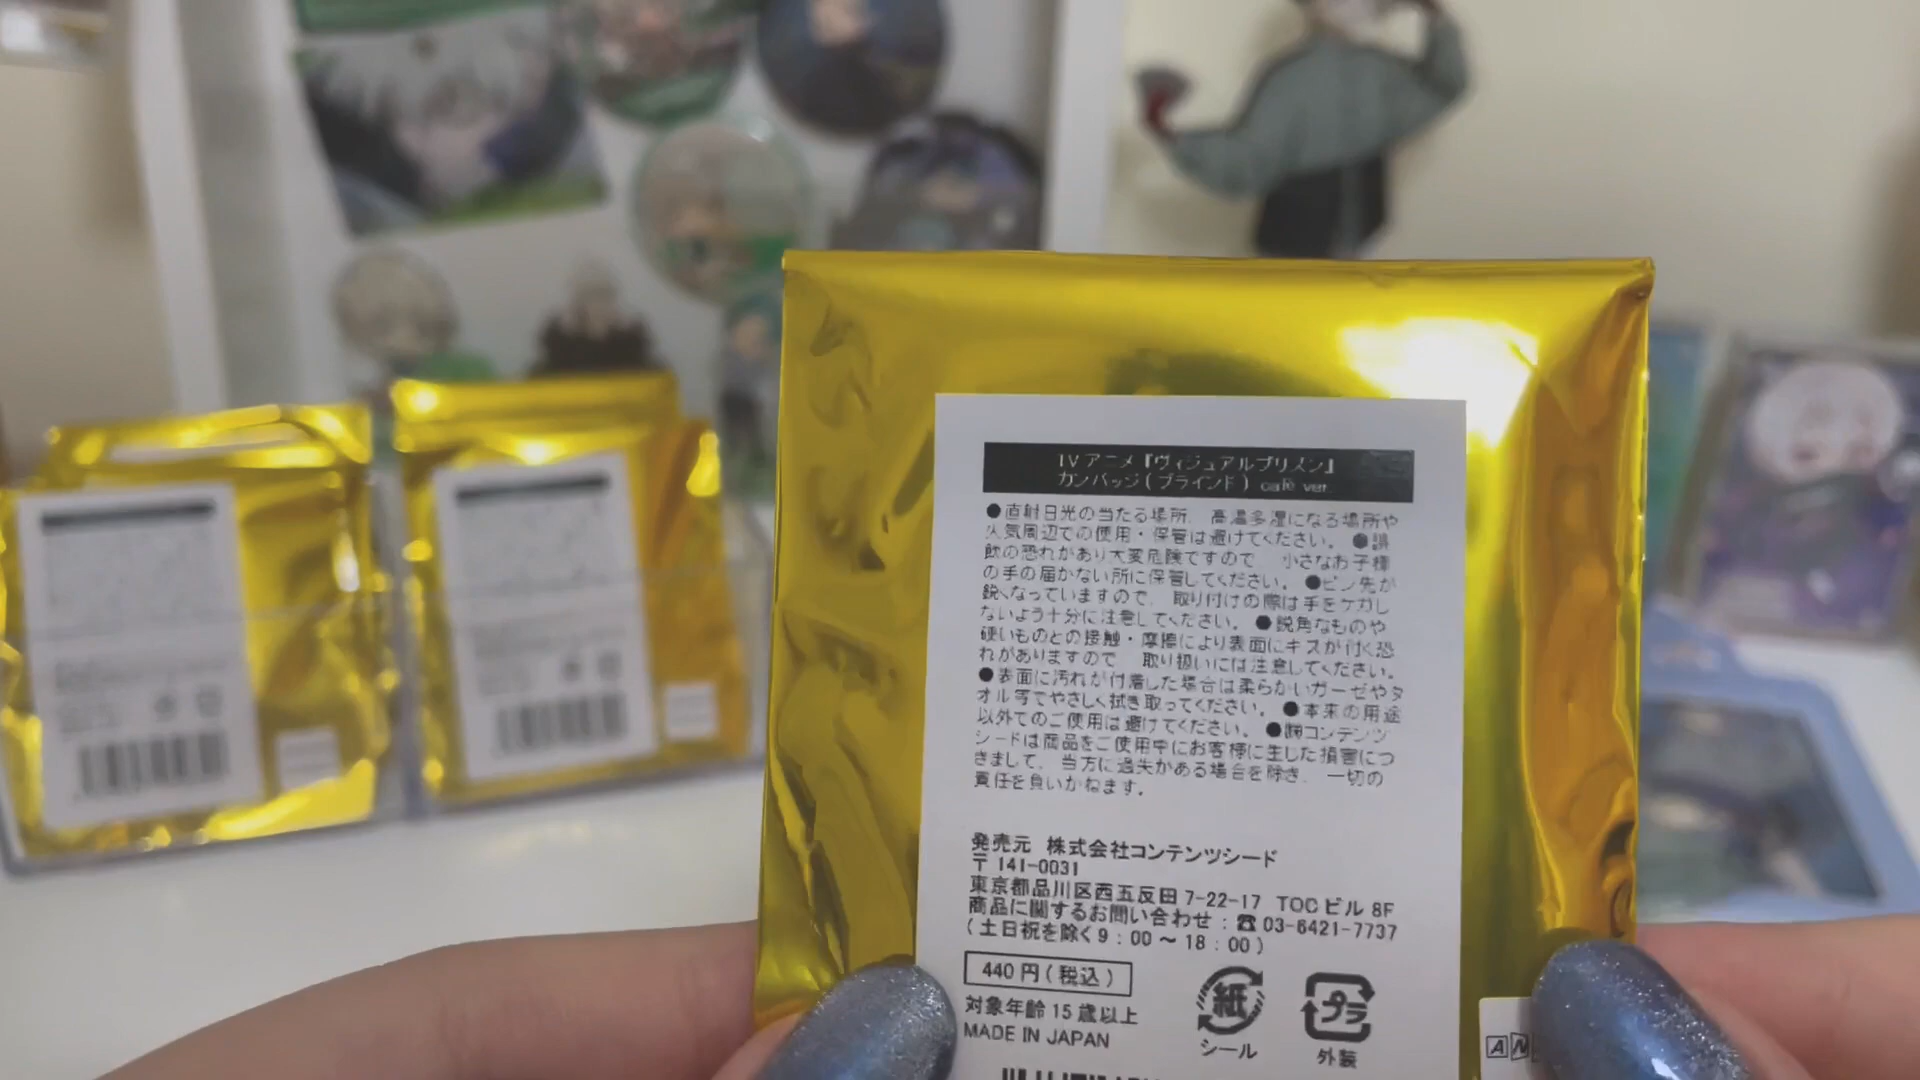 TVアニメ『ヴィジュアルプリズン』
カンバッジ(ブラインド) cafe ver.
●直射日光の当たる場所、高温多湿になる場所や
火気周辺での使用・保管は避けてください。 ●誤
飲の恐れがあり大変危険ですので、小さなお子様
の手の届かない所に保管してください。 ●ピン先が
鋭くなっていますので、取り付けの際は手をケガし
ないよう十分に注意してください。 ●鋭角なものや
硬いものとの接触・摩擦により表面にキズが付く恐
れがありますので、取り扱いには注意してください。
●表面に汚れが付着した場合は柔らかいガーゼやタ
オル等でやさしく拭き取ってください。 ●本来の用途
以外でのご使用は避けてください。 ●㈱コンテンツ
シードは商品をご使用中にお客様に生じた損害につ
きまして、当方に過失がある場合を除き、一切の
責任を負いかねます。
発売元 株式会社コンテンツシード
〒141-0031
東京都品川区西五反田7-22-17 TOCビル 8F
商品に関するお問い合わせ:☎03-6421-7737
(土日祝を除く9:00～18:00)
440円(税込)
対象年齢15歳以上
MADE IN JAPAN
紙
シール
プラ
外装
AN